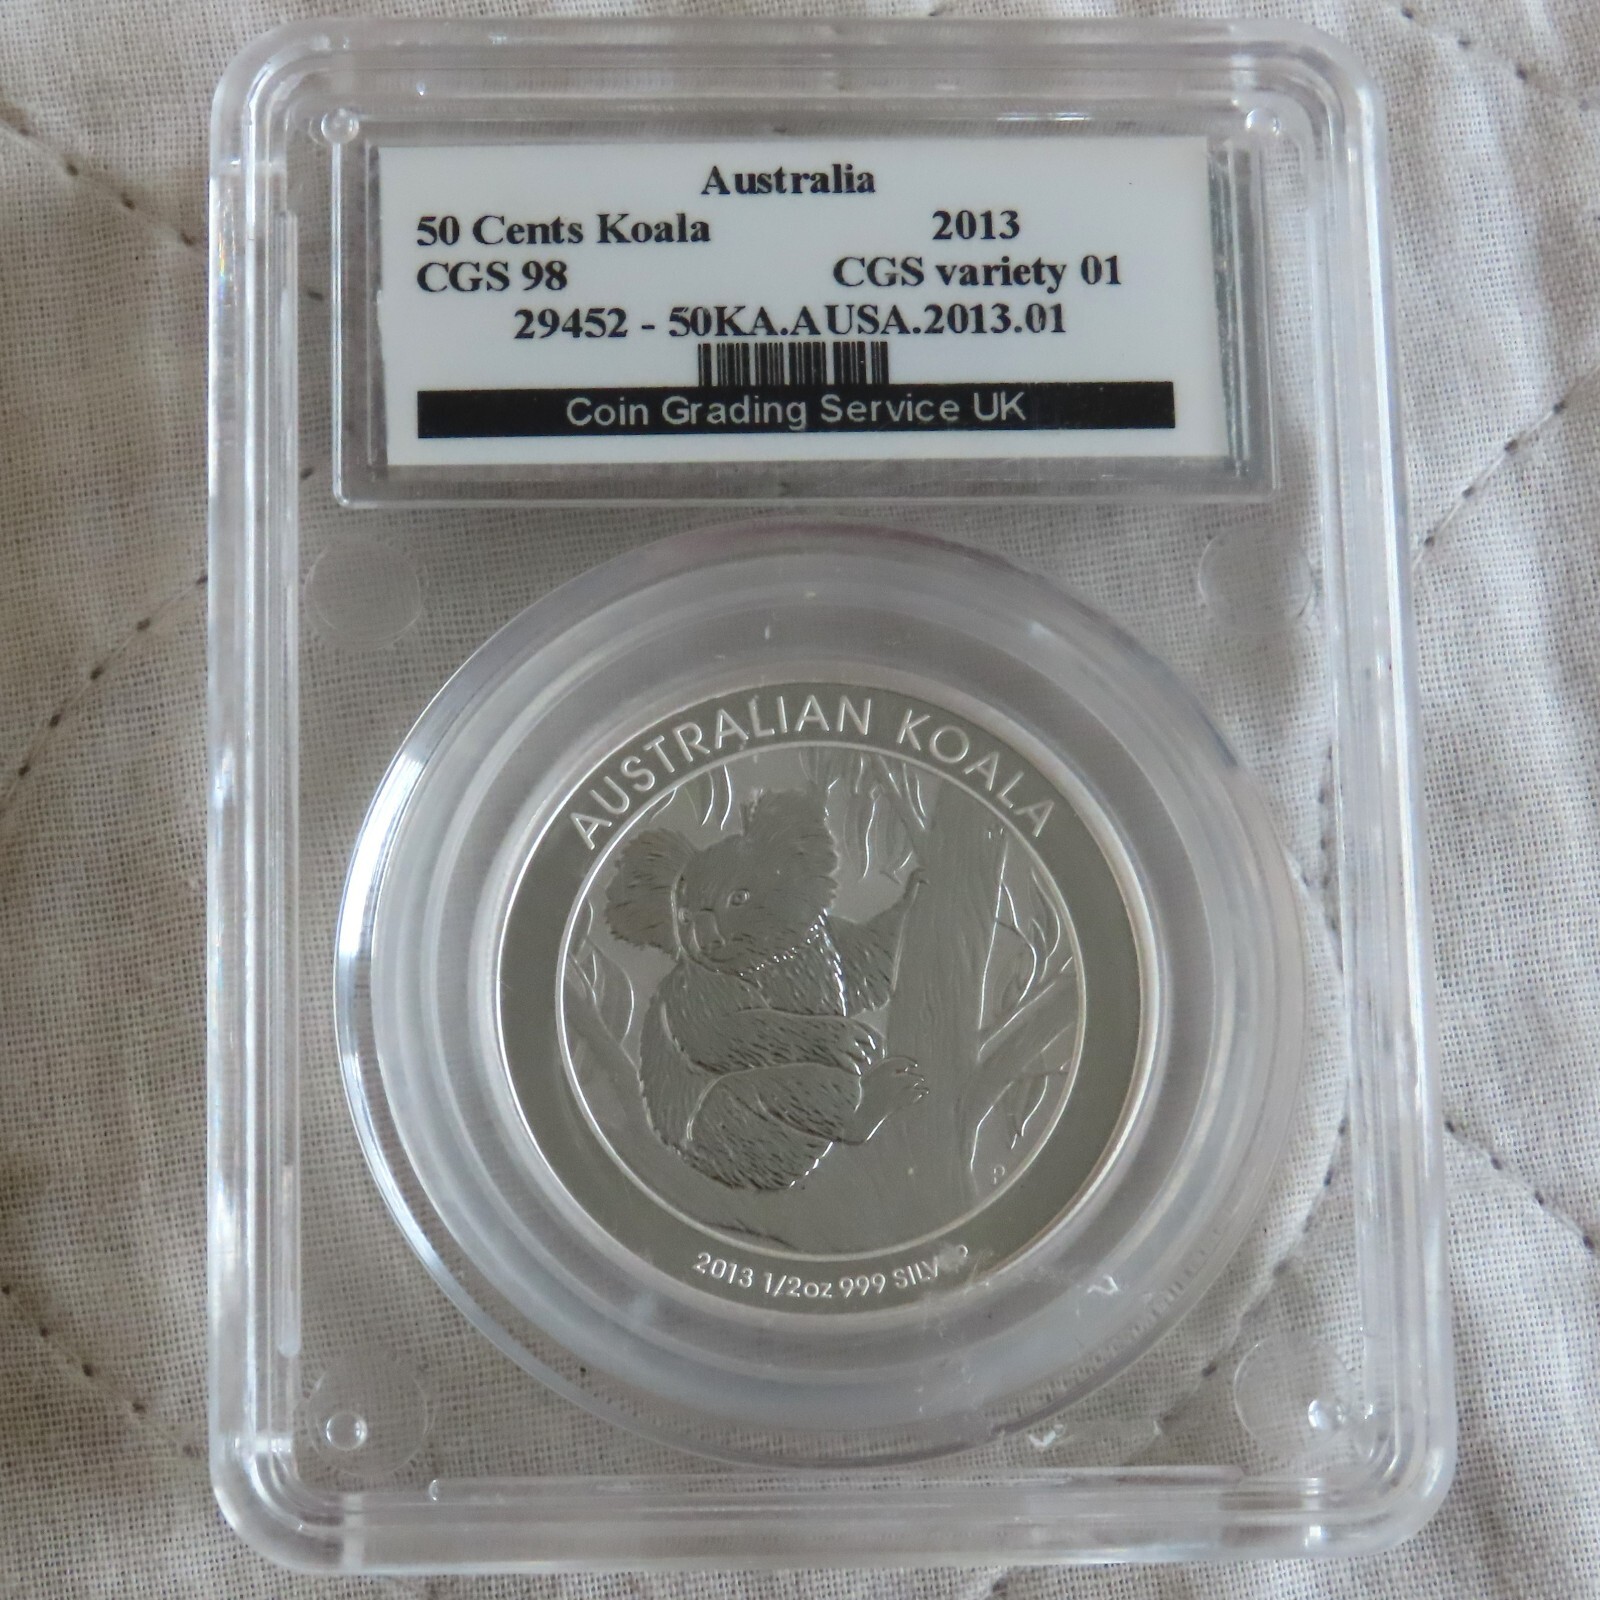 Australia
50 Cents Koala 2013
CGS 98 CGS variety 01
29452 - 50KA.AUSA.2013.01
Coin Grading Service UK
AUSTRALIAN KOALA
P
2013 1/2oz 999 SILVER